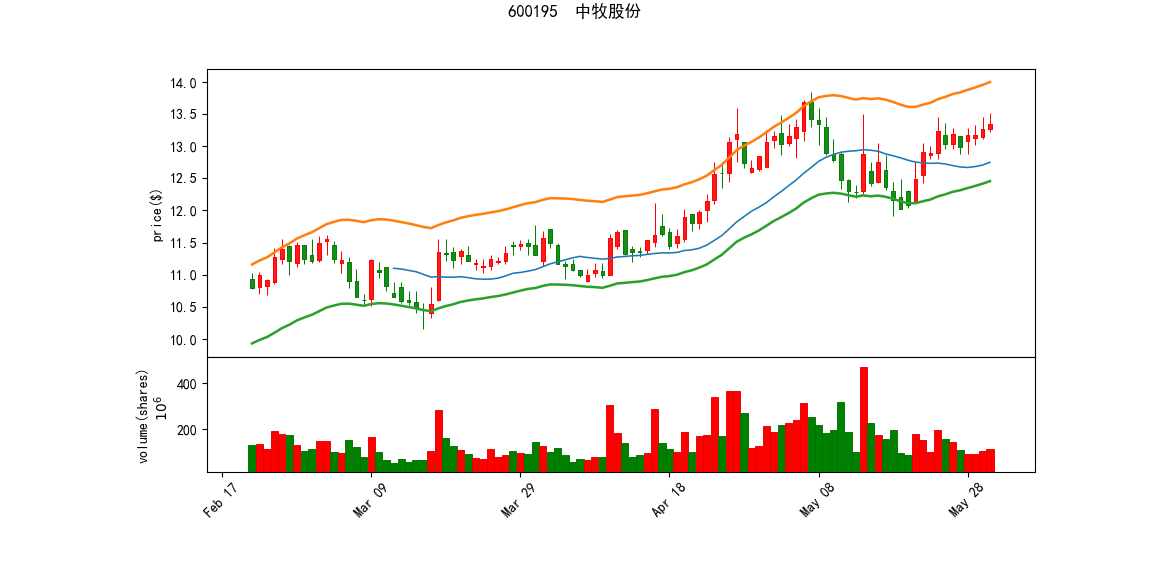 600195 中牧股份
price($)
14.0
13.5
13.0
12.5
12.0
11.5
11.0
10.5
10.0
volume(shares)
10^6
400
200
Feb 17
Mar 09
Mar 29
Apr 18
May 08
May 28